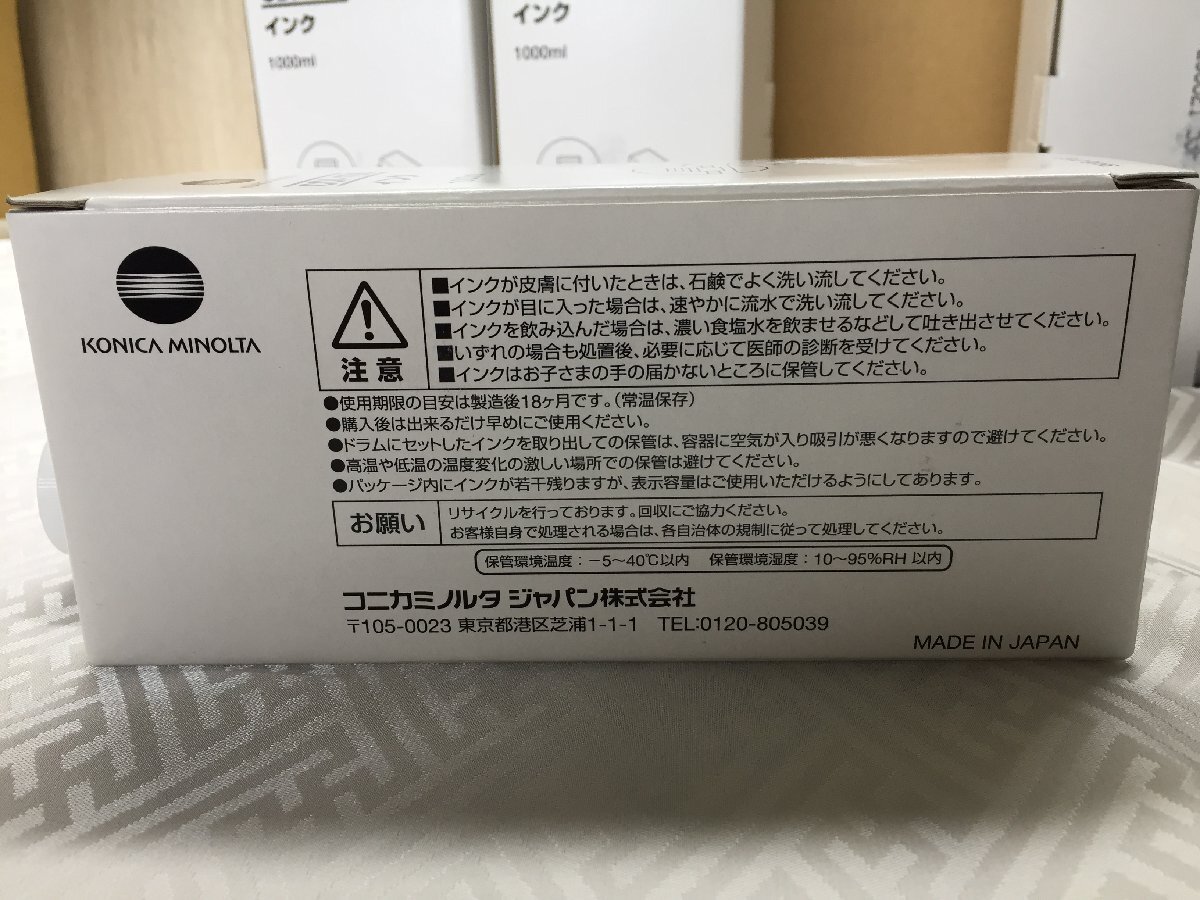 インク
1000ml
インク
1000ml
KONICA MINOLTA
注意
■インクが皮膚に付いたときは、石鹸でよく洗い流してください。
■インクが目に入った場合は、速やかに流水で洗い流してください。
■インクを飲み込んだ場合は、濃い食塩水を飲ませるなどして吐き出させてください。
■いずれの場合も処置後、必要に応じて医師の診断を受けてください。
■インクはお子さまの手の届かないところに保管してください。
●使用期限の目安は製造後18ヶ月です。(常温保存)
●購入後は出来るだけ早めにご使用ください。
●ドラムにセットしたインクを取り出しての保管は、容器に空気が入り吸引が悪くなりますので避けてください。
●高温や低温の温度変化の激しい場所での保管は避けてください。
●パッケージ内にインクが若干残りますが、表示容量はご使用いただけるようにしてあります。
お願い
リサイクルを行っております。回収にご協力ください。
お客様自身で処理される場合は、各自治体の規制に従って処理してください。
保管環境温度:－5～40℃以内 保管環境湿度:10～95%RH 以内
コニカミノルタ ジャパン株式会社
〒105-0023 東京都港区芝浦1-1-1 TEL:0120-805039
MADE IN JAPAN